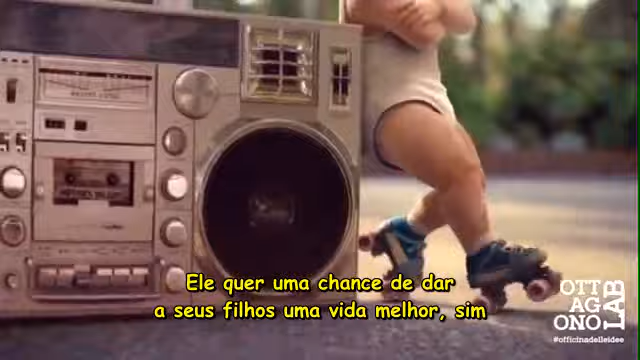 Ele quer uma chance de dar
a seus filhos uma vida melhor, sim
OTT
AG
ONO
LAB
#officinadelleidee